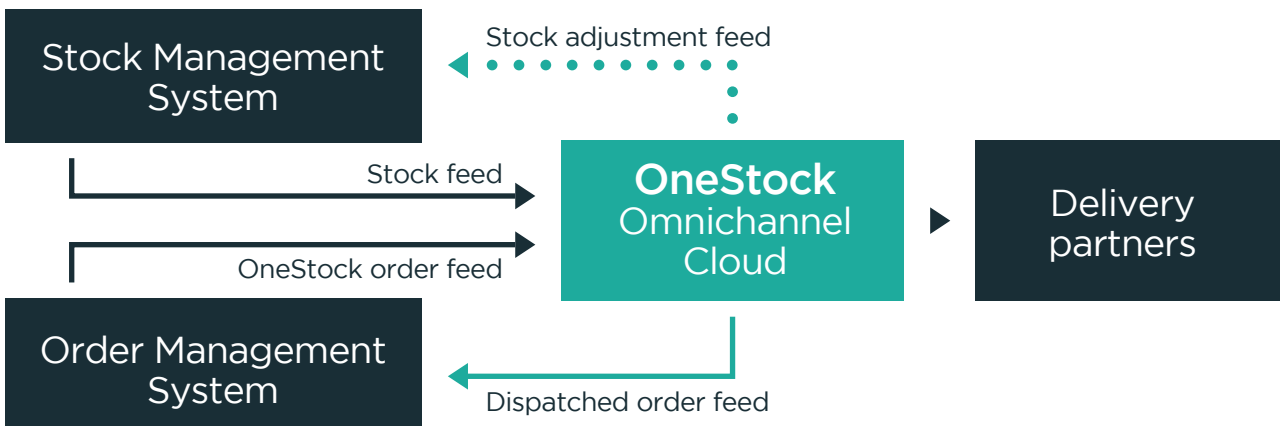 Stock Management
System
Stock adjustment feed
Stock feed
OneStock order feed
OneStock
Omnichannel
Cloud
Delivery
partners
Order Management
System
Dispatched order feed